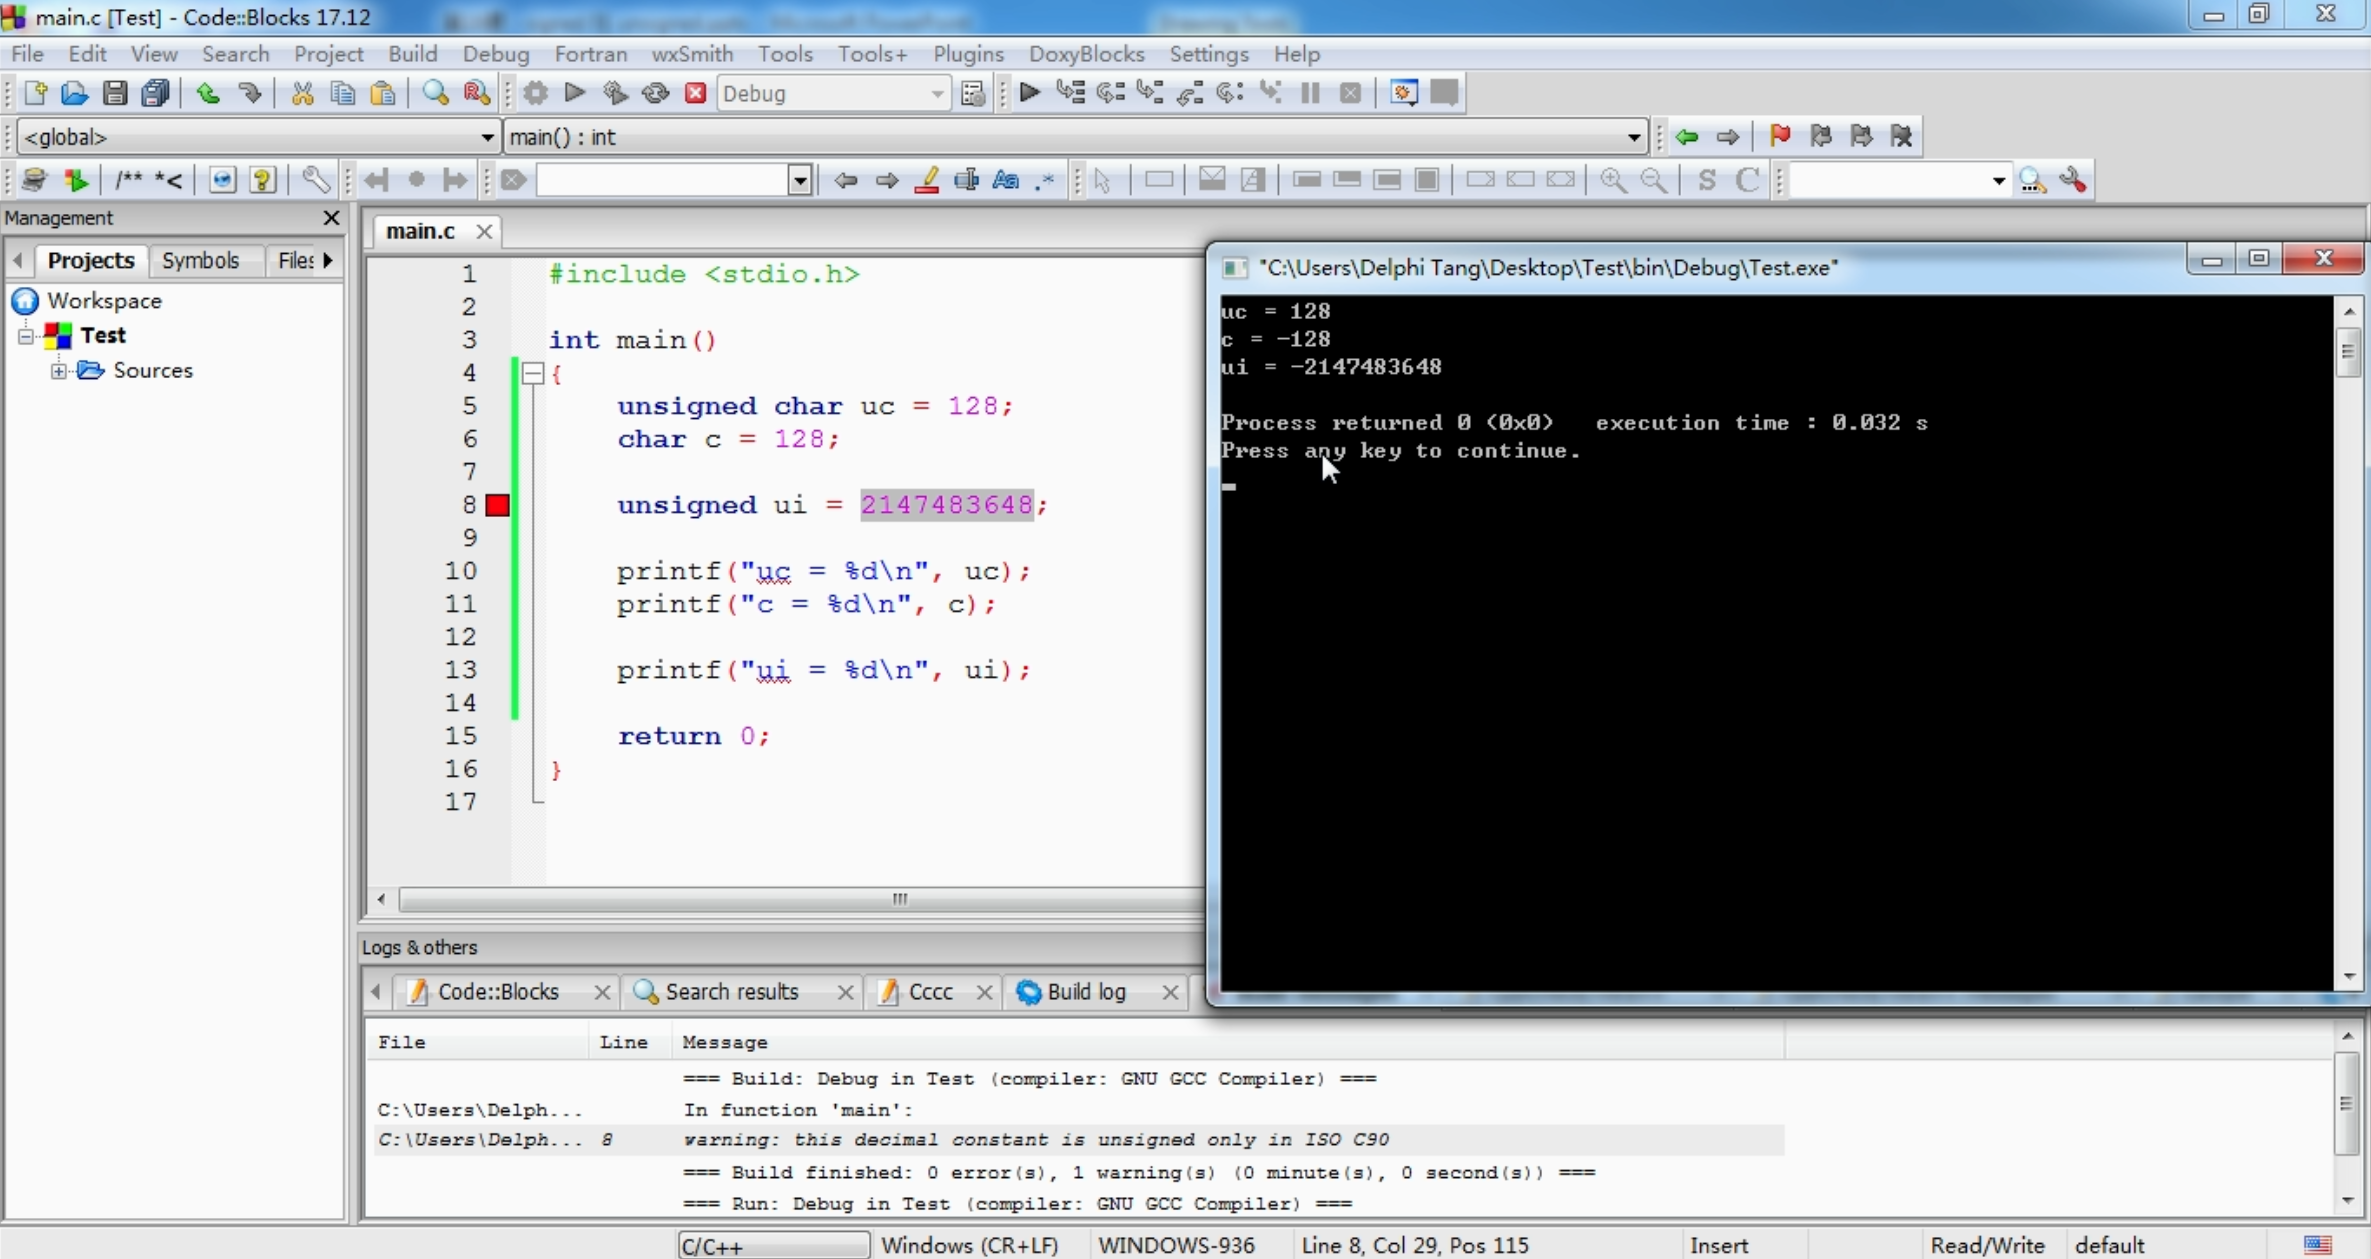 main.c [Test] - Code::Blocks 17.12
File Edit View Search Project Build Debug Fortran wxSmith Tools Tools+ Plugins DoxyBlocks Settings Help
Debug
<global> main() : int
/** *<
Aa .* S C
Management
Projects Symbols Files
Workspace
Test
Sources
main.c
1 #include <stdio.h>
2
3 int main()
4 {
5 unsigned char uc = 128;
6 char c = 128;
7
8 unsigned ui = 2147483648;
9
10 printf("uc = %d\n", uc);
11 printf("c = %d\n", c);
12
13 printf("ui = %d\n", ui);
14
15 return 0;
16 }
17
"C:\Users\Delphi Tang\Desktop\Test\bin\Debug\Test.exe"
uc = 128
c = -128
ui = -2147483648
Process returned 0 (0x0) execution time : 0.032 s
Press any key to continue.
Logs & others
Code::Blocks Search results Cccc Build log
File Line Message
=== Build: Debug in Test (compiler: GNU GCC Compiler) ===
C:\Users\Delph... In function 'main':
C:\Users\Delph... 8 warning: this decimal constant is unsigned only in ISO C90
=== Build finished: 0 error(s), 1 warning(s) (0 minute(s), 0 second(s)) ===
=== Run: Debug in Test (compiler: GNU GCC Compiler) ===
C/C++ Windows (CR+LF) WINDOWS-936 Line 8, Col 29, Pos 115 Insert Read/Write default